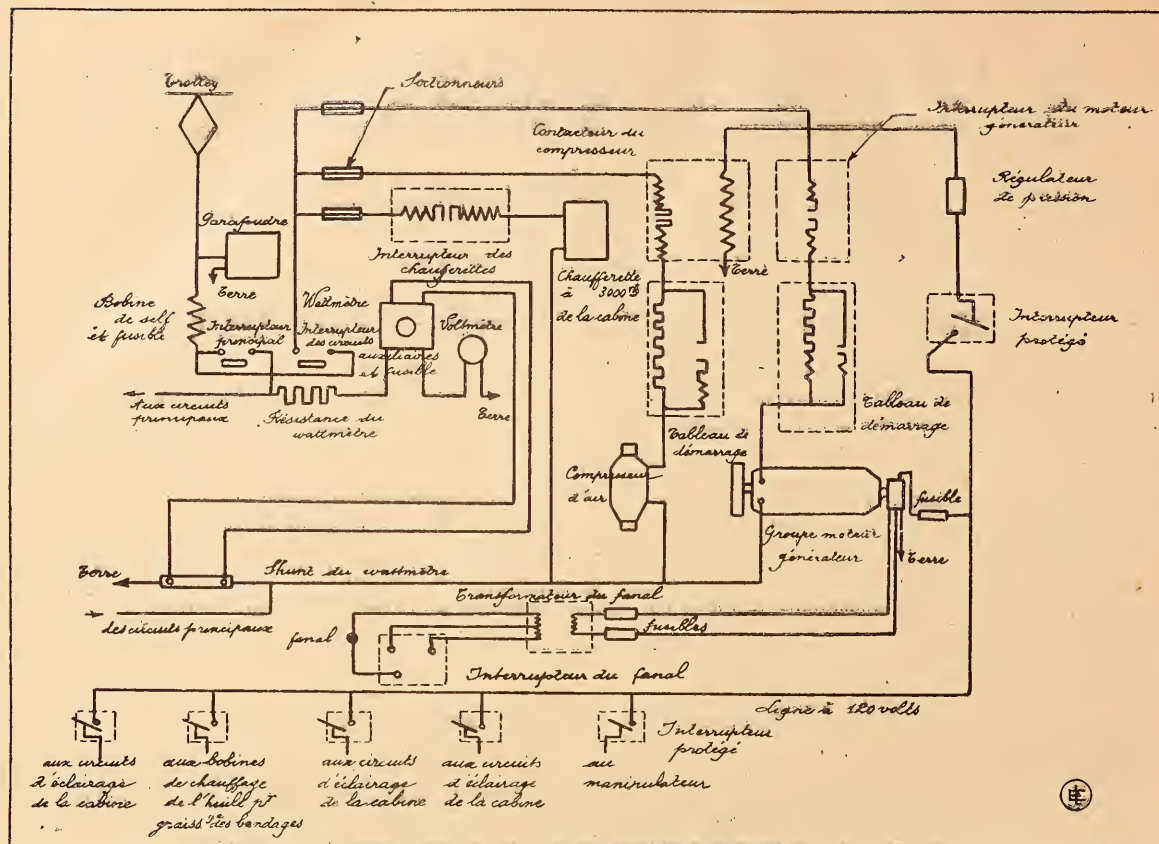 Trolley
Sectionneurs
Interrupteur du moteur
générateur
Contacteur du
compresseur
Régulateur
de pression
Parafoudre
Terre
Interrupteur des
chaufferettes
Chaufferette
à 3000 vts
de la cabine
Terre
Bobine
de self
et fusible
Interrupteur
principal
Wattmètre
Interrupteur
des circuits
auxiliaires
et fusible
Voltmètre
Interrupteur
protégé
Aux circuits
principaux
Résistance du
wattmètre
Terre
Tableau de
démarrage
Tableau de
démarrage
Compresseur
d'air
Groupe moteur
générateur
fusible
Terre
Terre
Shunt du wattmètre
des circuits principaux
Transformateur du fanal
fanal
fusibles
Interrupteur du fanal
Ligne à 120 volts
Interrupteur
protégé
aux circuits
d'éclairage
de la cabine
aux bobines
de chauffage
de l'huile pr
graissge des bandages
aux circuits
d'éclairage
de la cabine
aux circuits
d'éclairage
de la cabine
au
manipulateur